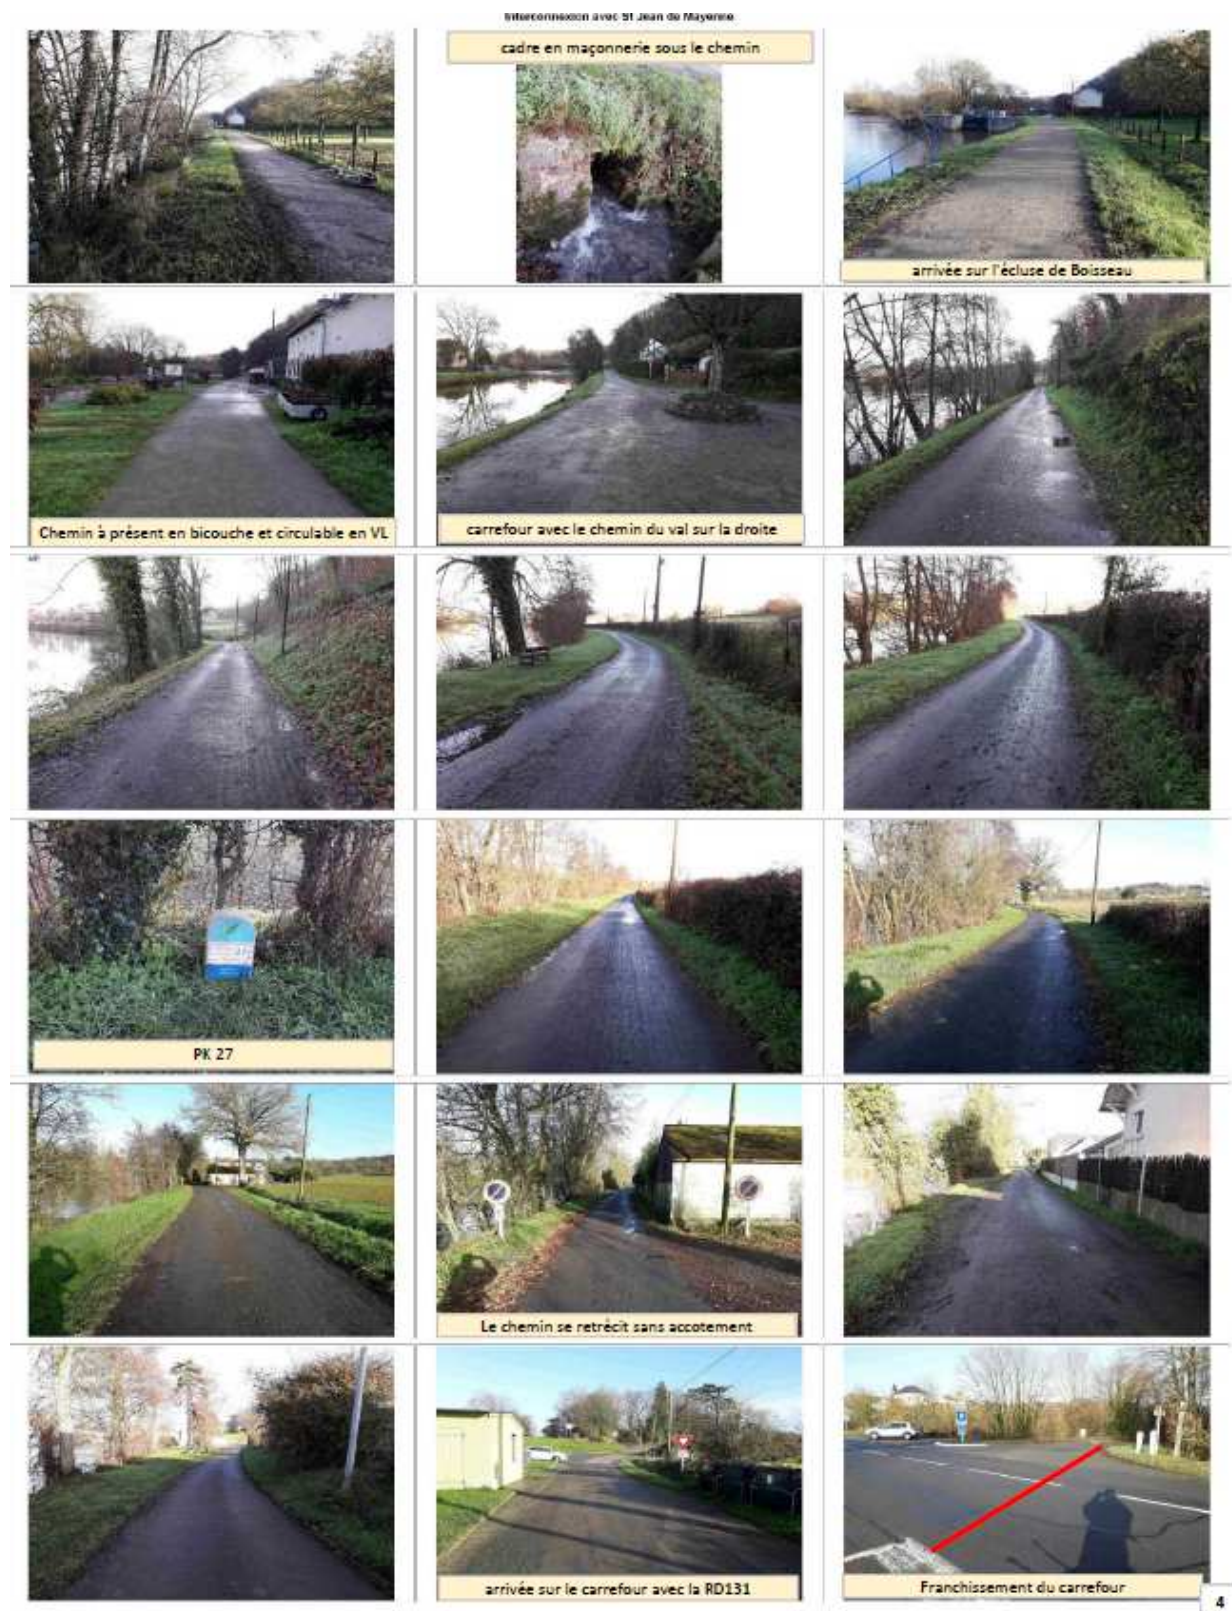 Interconnexion avec St Jean de Mayenne
cadre en maçonnerie sous le chemin
arrivée sur l'écluse de Boisseau
Chemin à présent en bicouche et circulable en VL
carrefour avec le chemin du val sur la droite
PK 27
Le chemin se retrécit sans accotement
arrivée sur le carrefour avec la RD131
Franchissement du carrefour
4